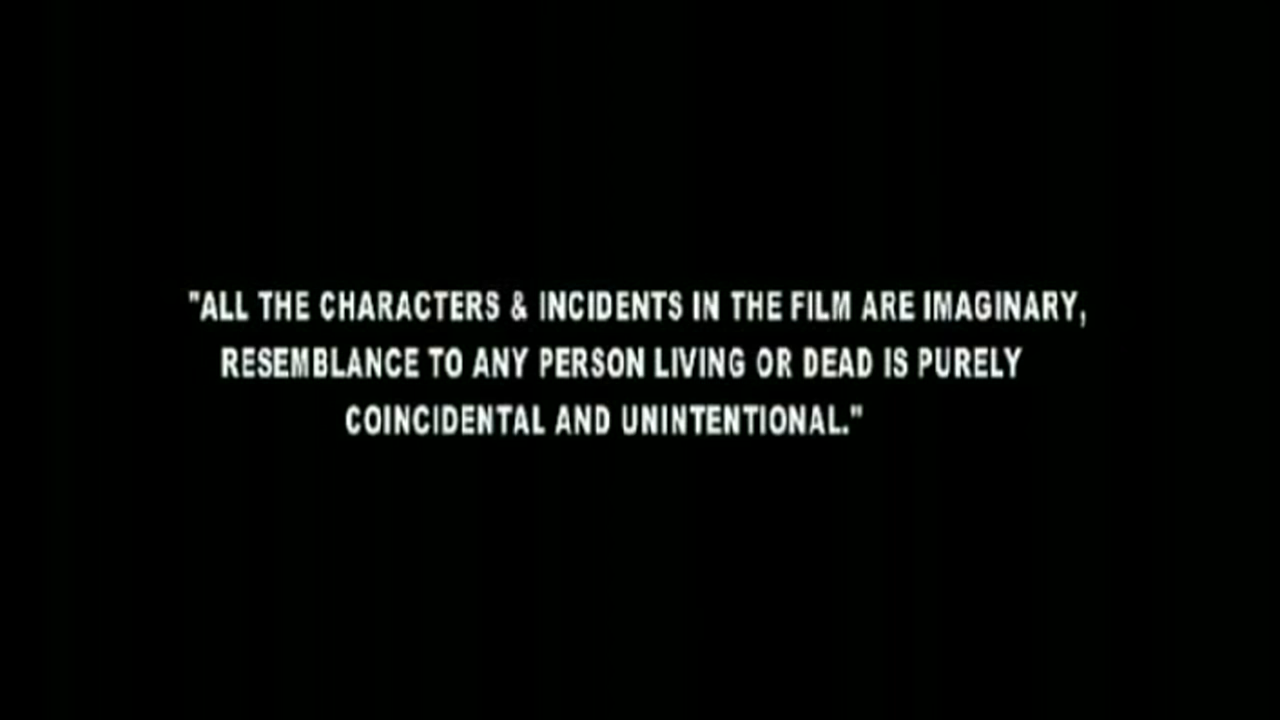 "ALL THE CHARACTERS & INCIDENTS IN THE FILM ARE IMAGINARY,
RESEMBLANCE TO ANY PERSON LIVING OR DEAD IS PURELY
COINCIDENTAL AND UNINTENTIONAL."